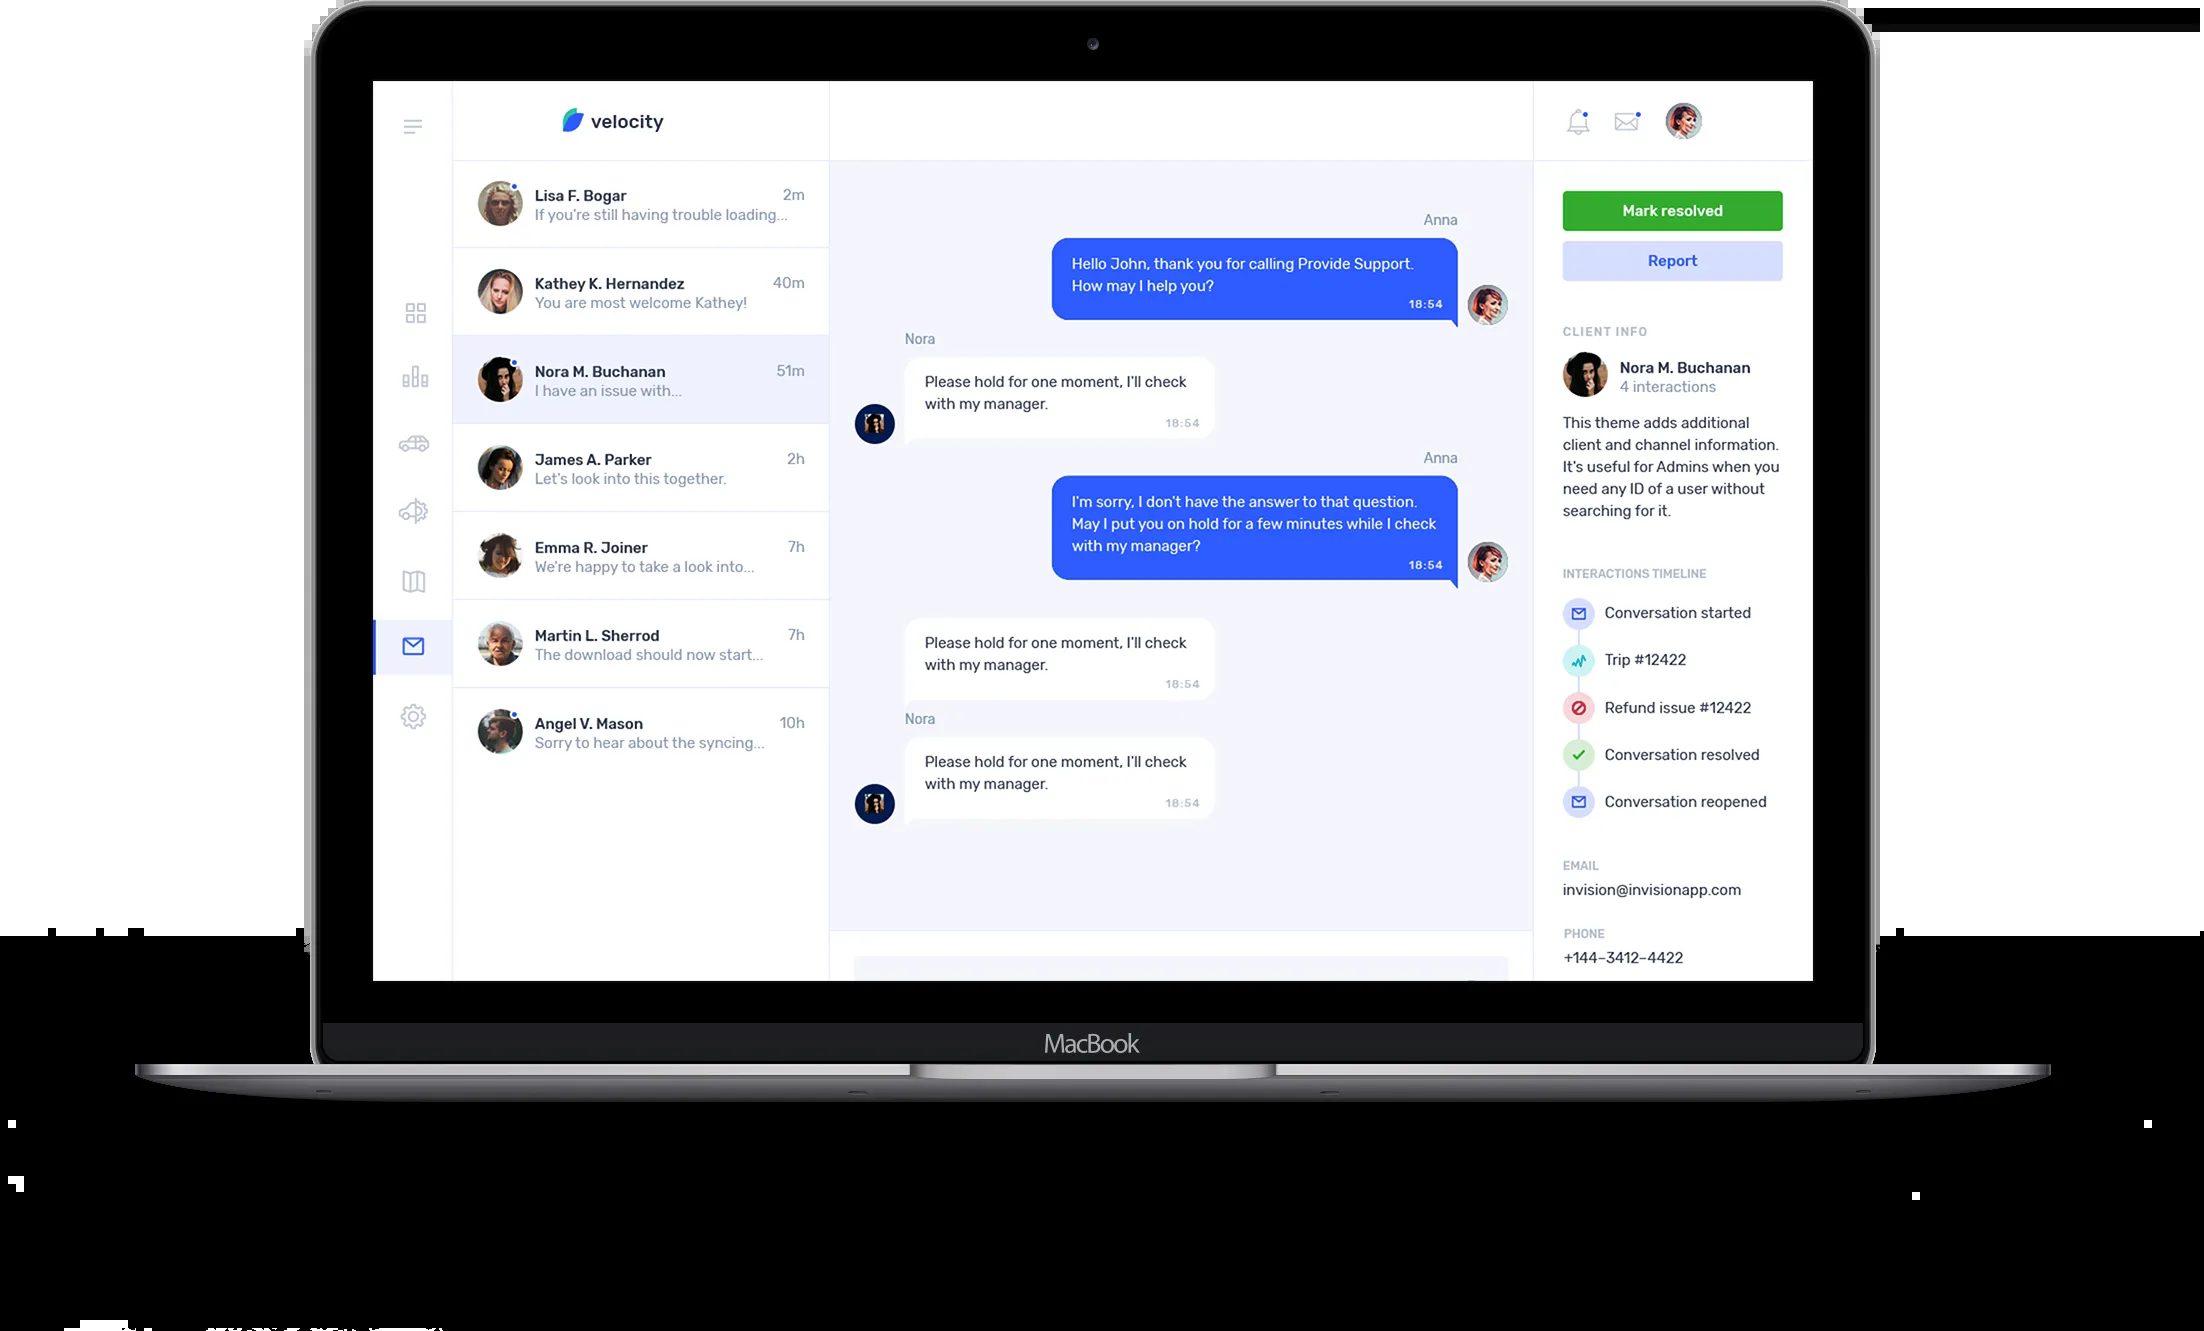 velocity
Lisa F. Bogar
2m
If you're still having trouble loading...
Kathey K. Hernandez
40m
You are most welcome Kathey!
Nora M. Buchanan
51m
I have an issue with...
James A. Parker
2h
Let's look into this together.
Emma R. Joiner
7h
We're happy to take a look into...
Martin L. Sherrod
7h
The download should now start...
Angel V. Mason
10h
Sorry to hear about the syncing...
Anna
Hello John, thank you for calling Provide Support.
How may I help you?
18:54
Nora
Please hold for one moment, I'll check
with my manager.
18:54
Anna
I'm sorry, I don't have the answer to that question.
May I put you on hold for a few minutes while I check
with my manager?
18:54
Please hold for one moment, I'll check
with my manager.
18:54
Nora
Please hold for one moment, I'll check
with my manager.
18:54
Mark resolved
Report
CLIENT INFO
Nora M. Buchanan
4 interactions
This theme adds additional
client and channel information.
It's useful for Admins when you
need any ID of a user without
searching for it.
INTERACTIONS TIMELINE
Conversation started
Trip #12422
Refund issue #12422
Conversation resolved
Conversation reopened
EMAIL
invision@invisionapp.com
PHONE
+144-3412-4422
MacBook